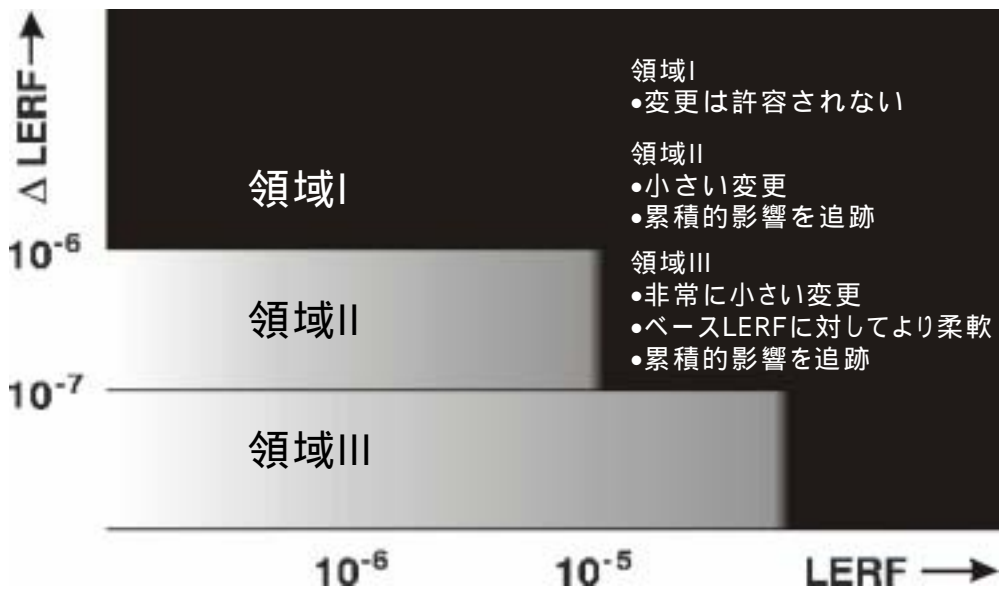 Δ LERF→
領域I
•変更は許容されない
領域II
•小さい変更
•累積的影響を追跡
領域III
•非常に小さい変更
•ベースLERFに対してより柔軟
•累積的影響を追跡
領域I
10⁻⁶
領域II
10⁻⁷
領域III
10⁻⁶
10⁻⁵
LERF→